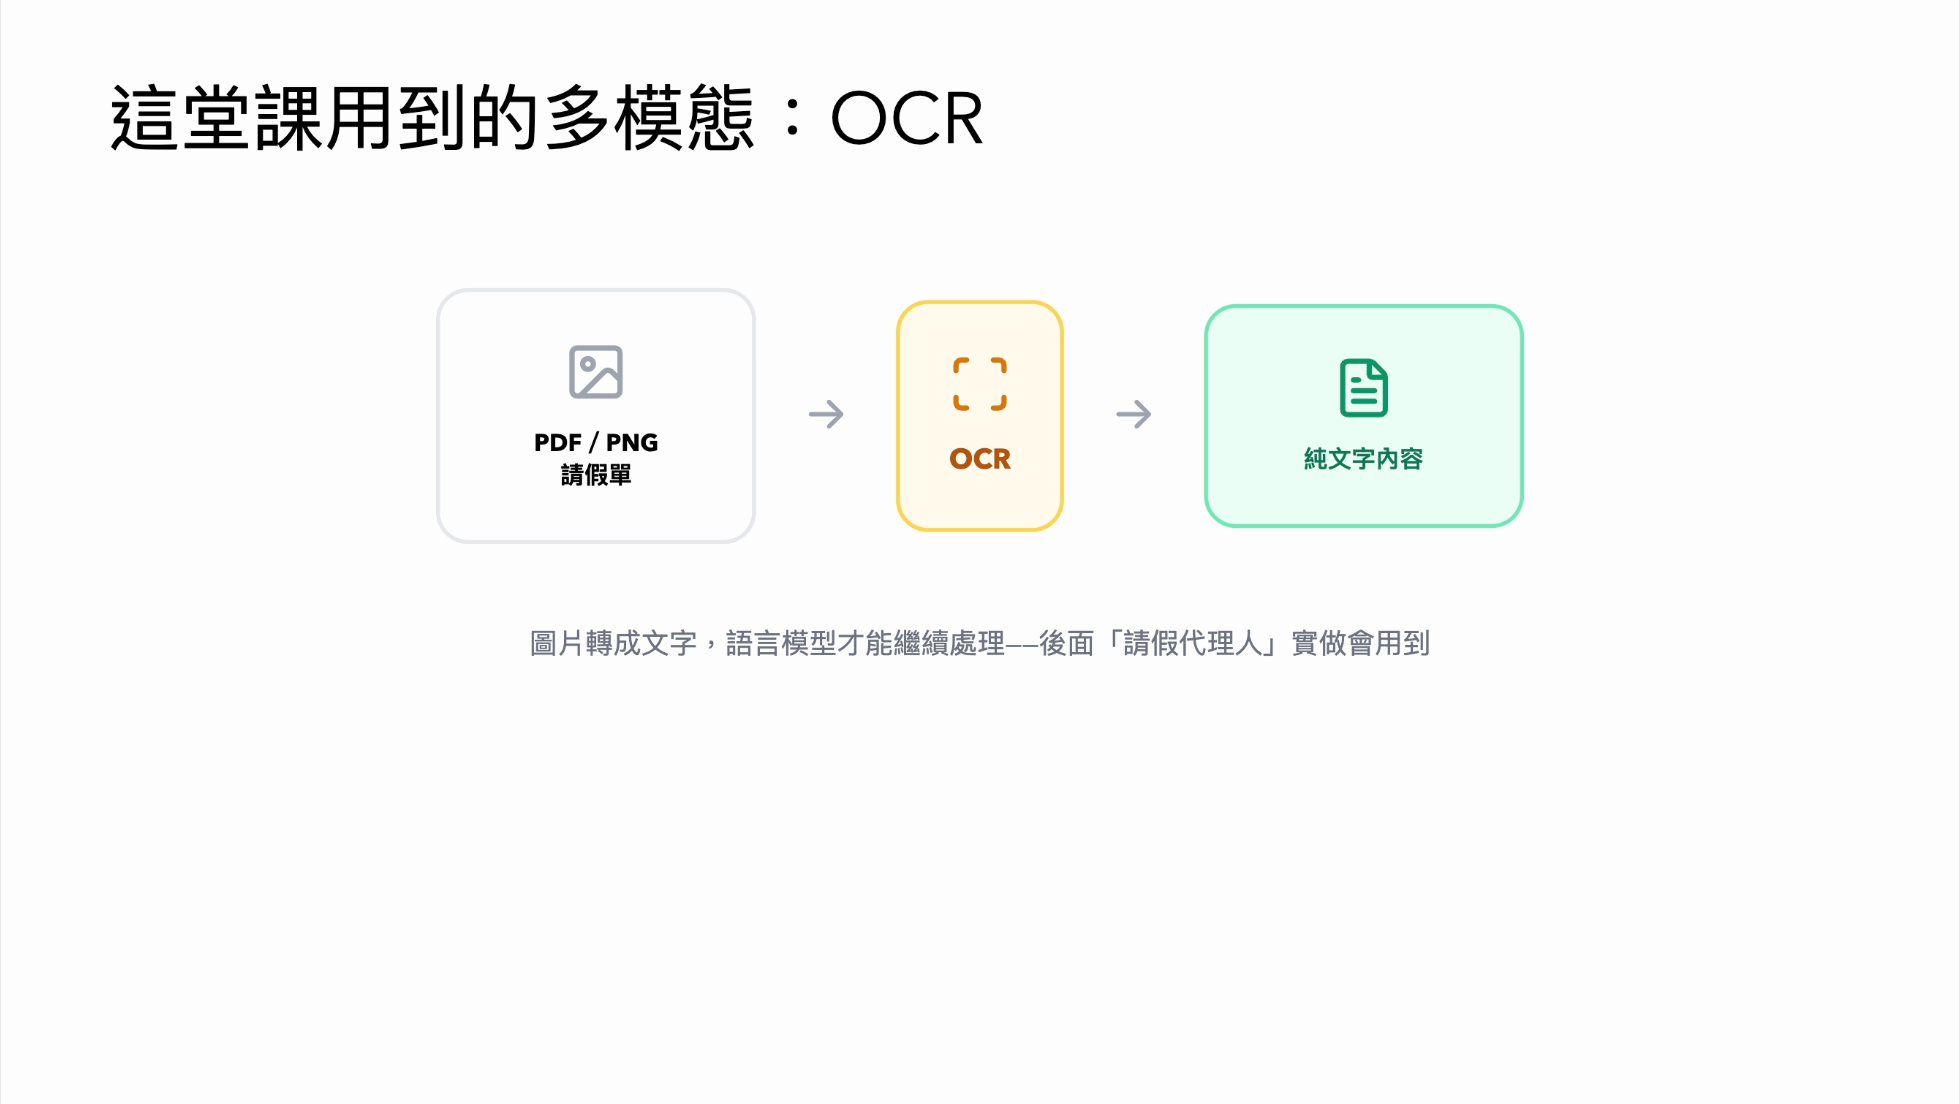 這堂課用到的多模態：OCR
PDF / PNG
請假單
OCR
純文字內容
圖片轉成文字，語言模型才能繼續處理——後面「請假代理人」實做會用到